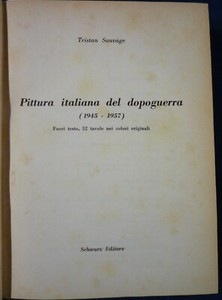 Tristan Sauvage
Pittura italiana del dopoguerra
(1945 - 1957)
Fuori testo, 52 tavole nei colori originali
Schwarz Editore